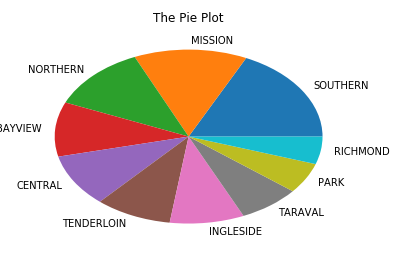 The Pie Plot
MISSION
NORTHERN
SOUTHERN
BAYVIEW
RICHMOND
CENTRAL
PARK
TARAVAL
TENDERLOIN
INGLESIDE